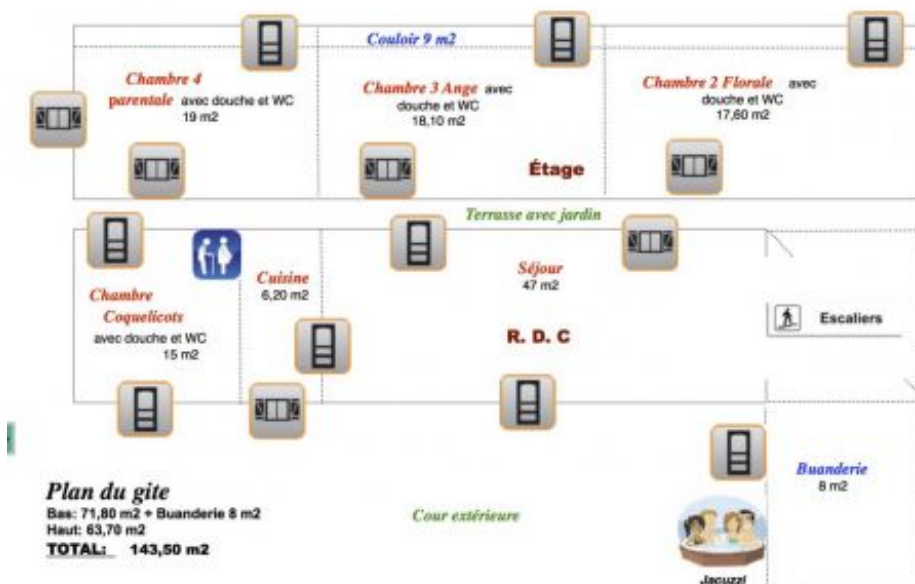 Couloir 9 m2
Chambre 4
parentale avec douche et WC
19 m2
Chambre 3 Ange avec
douche et WC
18,10 m2
Chambre 2 Florale avec
douche et WC
17,60 m2
Étage
Terrasse avec jardin
Chambre
Coquelicots
avec douche et WC
15 m2
Cuisine
6,20 m2
Séjour
47 m2
R. D. C
Escaliers
Buanderie
8 m2
Plan du gite
Bas: 71,80 m2 + Buanderie 8 m2
Haut: 63,70 m2
TOTAL: 143,50 m2
Cour extérieure
Jacuzzi